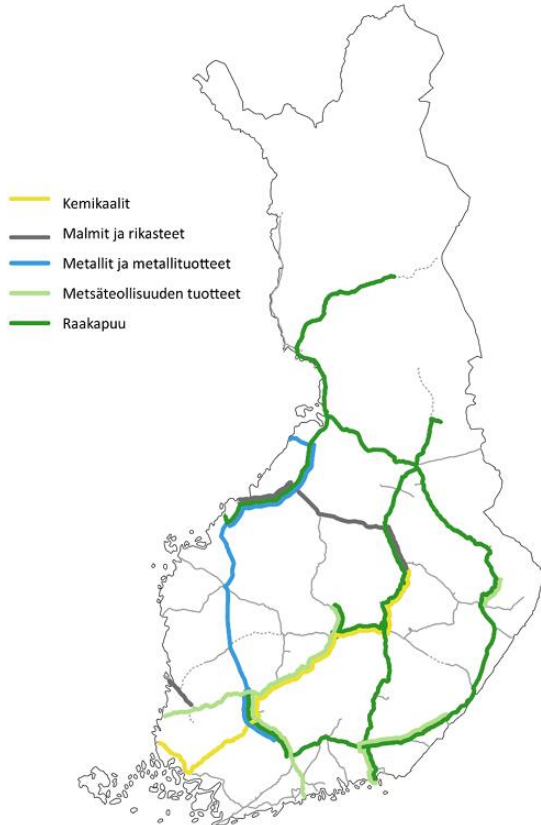 Kemikaalit
Malmit ja rikasteet
Metallit ja metallituotteet
Metsäteollisuuden tuotteet
Raakapuu